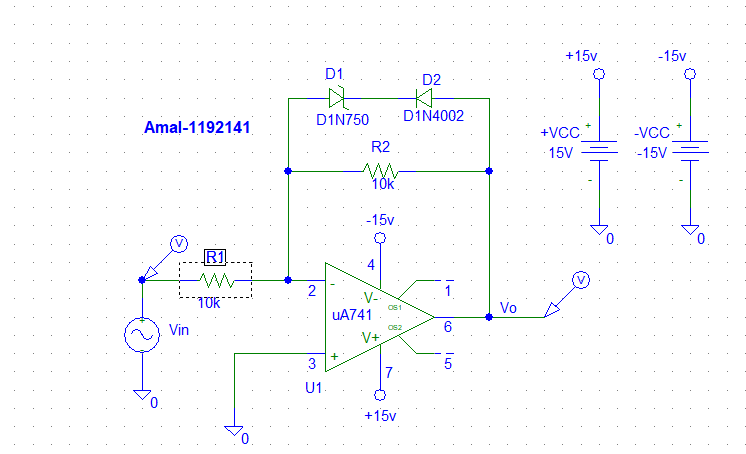 +15v
-15v
D1
D2
D1N750
D1N4002
Amal-1192141
+VCC
-VCC
+
+
15V
-15V
R2
10k
-
-
-15v
0
0
V
R1
4
V
10k
2
-
V-
OS1
1
uA741
Vo
6
Vin
+
OS2
V+
3
+
5
7
U1
0
+15v
0